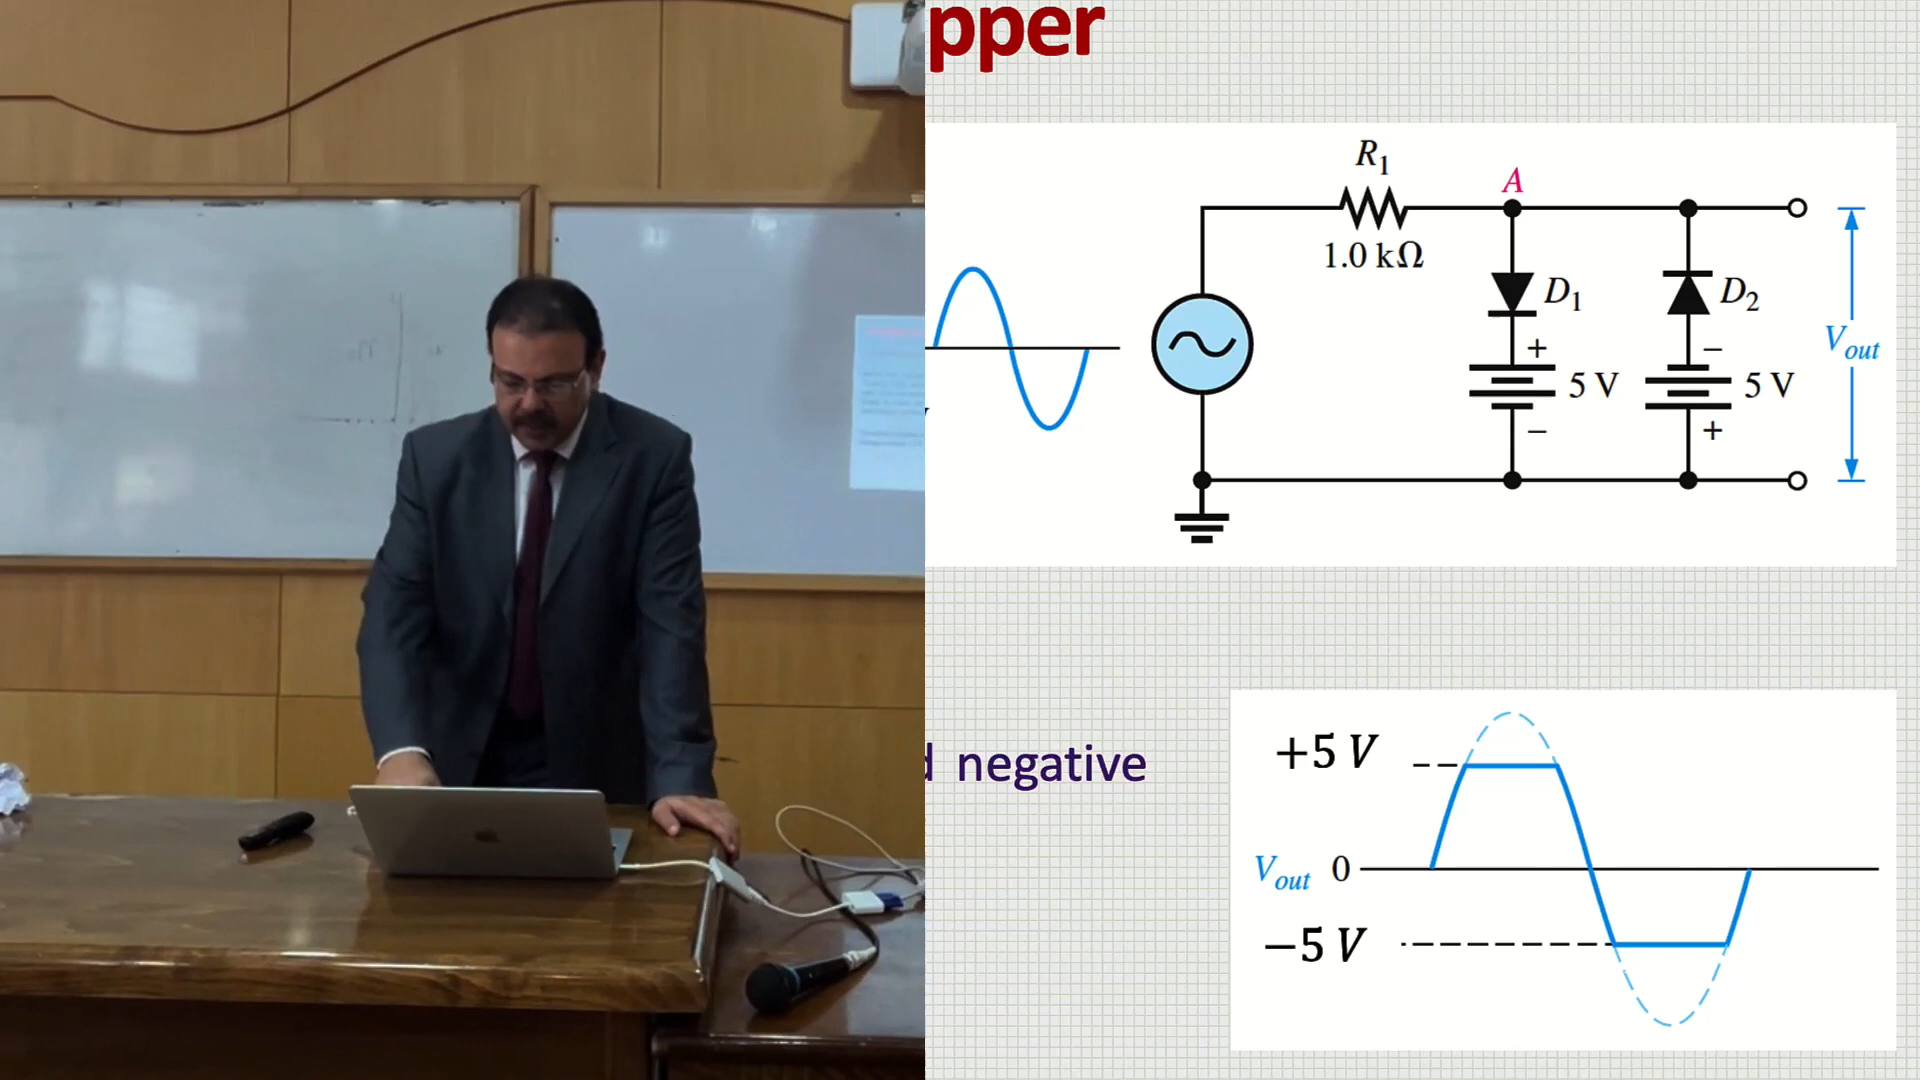 pper
R1
A
1.0 kΩ
D1
D2
+
−
5 V
5 V
−
+
Vout
negative
+5 V
Vout 0
−5 V